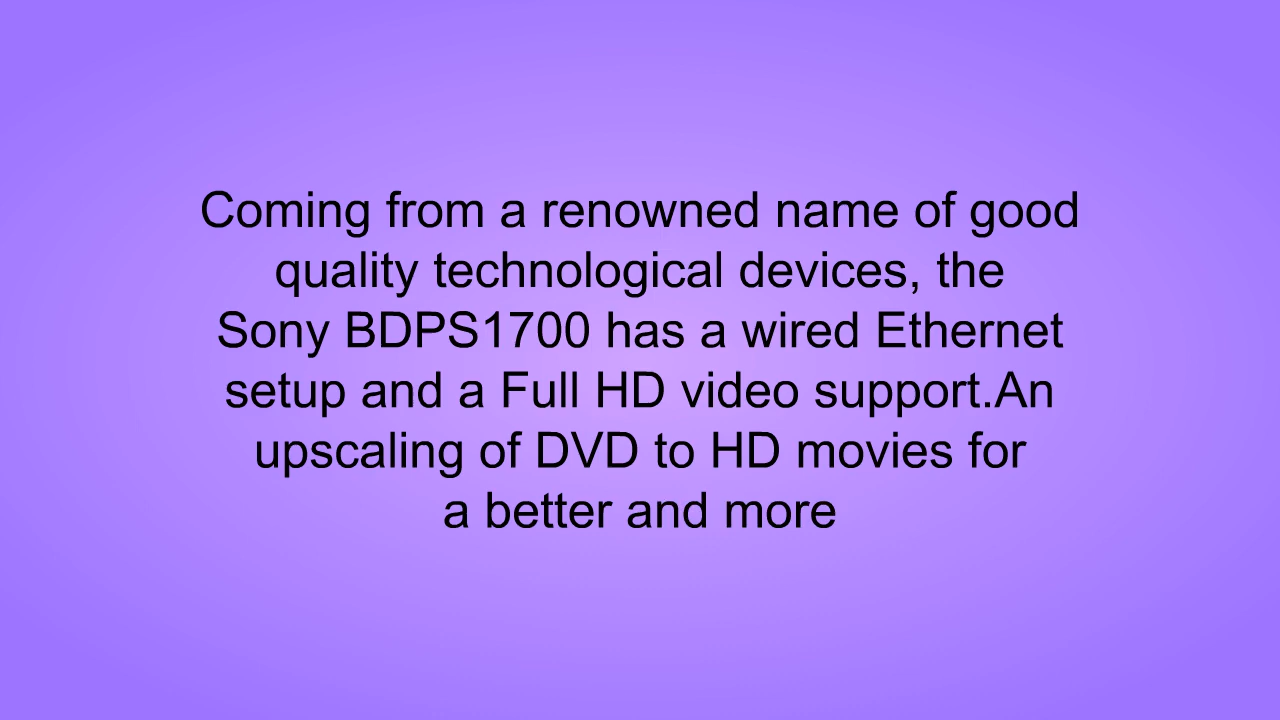 Coming from a renowned name of good
quality technological devices, the
Sony BDPS1700 has a wired Ethernet
setup and a Full HD video support.An
upscaling of DVD to HD movies for
a better and more